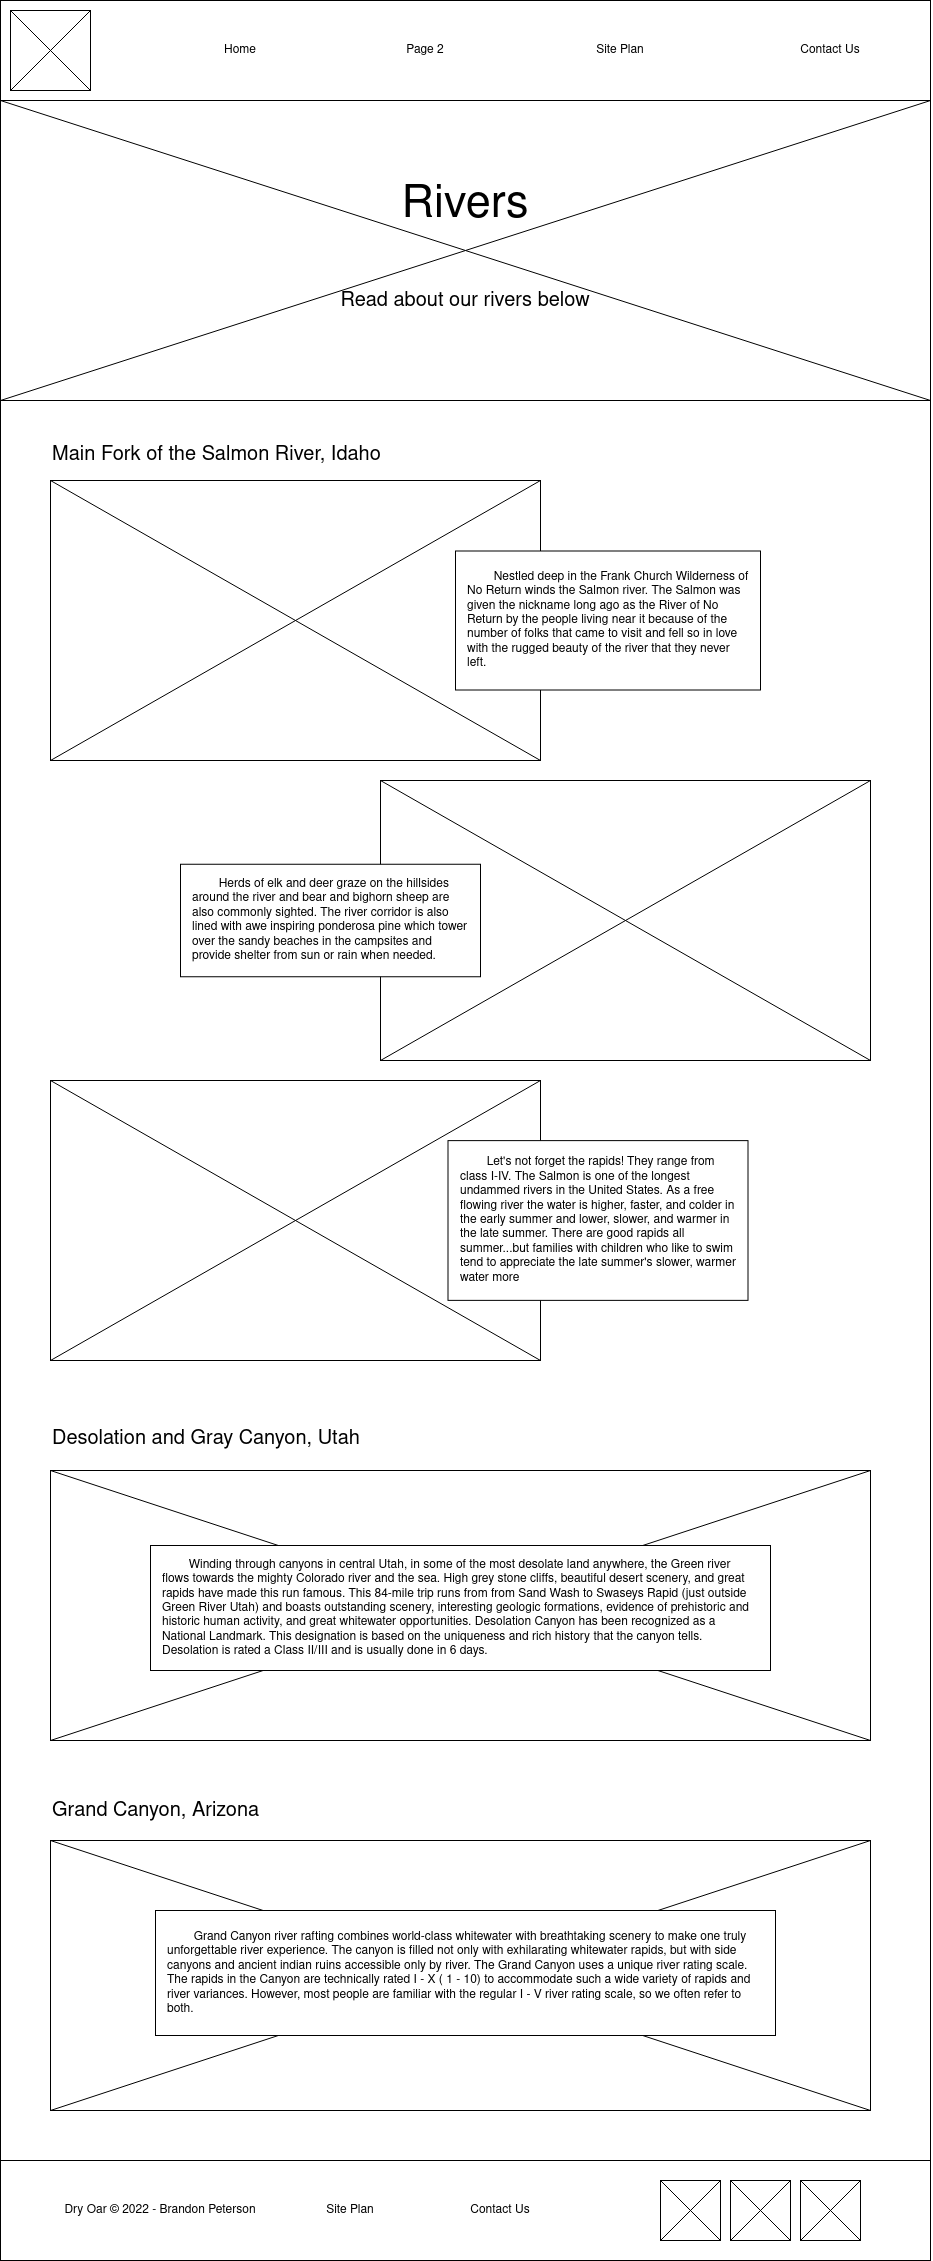 Home
Page 2
Site Plan
Contact Us
Rivers
Read about our rivers below
Main Fork of the Salmon River, Idaho
Nestled deep in the Frank Church Wilderness of
No Return winds the Salmon river. The Salmon was
given the nickname long ago as the River of No
Return by the people living near it because of the
number of folks that came to visit and fell so in love
with the rugged beauty of the river that they never
left.
Herds of elk and deer graze on the hillsides
around the river and bear and bighorn sheep are
also commonly sighted. The river corridor is also
lined with awe inspiring ponderosa pine which tower
over the sandy beaches in the campsites and
provide shelter from sun or rain when needed.
Let's not forget the rapids! They range from
class I-IV. The Salmon is one of the longest
undammed rivers in the United States. As a free
flowing river the water is higher, faster, and colder in
the early summer and lower, slower, and warmer in
the late summer. There are good rapids all
summer...but families with children who like to swim
tend to appreciate the late summer's slower, warmer
water more
Desolation and Gray Canyon, Utah
Winding through canyons in central Utah, in some of the most desolate land anywhere, the Green river
flows towards the mighty Colorado river and the sea. High grey stone cliffs, beautiful desert scenery, and great
rapids have made this run famous. This 84-mile trip runs from from Sand Wash to Swaseys Rapid (just outside
Green River Utah) and boasts outstanding scenery, interesting geologic formations, evidence of prehistoric and
historic human activity, and great whitewater opportunities. Desolation Canyon has been recognized as a
National Landmark. This designation is based on the uniqueness and rich history that the canyon tells.
Desolation is rated a Class II/III and is usually done in 6 days.
Grand Canyon, Arizona
Grand Canyon river rafting combines world-class whitewater with breathtaking scenery to make one truly
unforgettable river experience. The canyon is filled not only with exhilarating whitewater rapids, but with side
canyons and ancient indian ruins accessible only by river. The Grand Canyon uses a unique river rating scale.
The rapids in the Canyon are technically rated I - X ( 1 - 10) to accommodate such a wide variety of rapids and
river variances. However, most people are familiar with the regular I - V river rating scale, so we often refer to
both.
Dry Oar © 2022 - Brandon Peterson
Site Plan
Contact Us